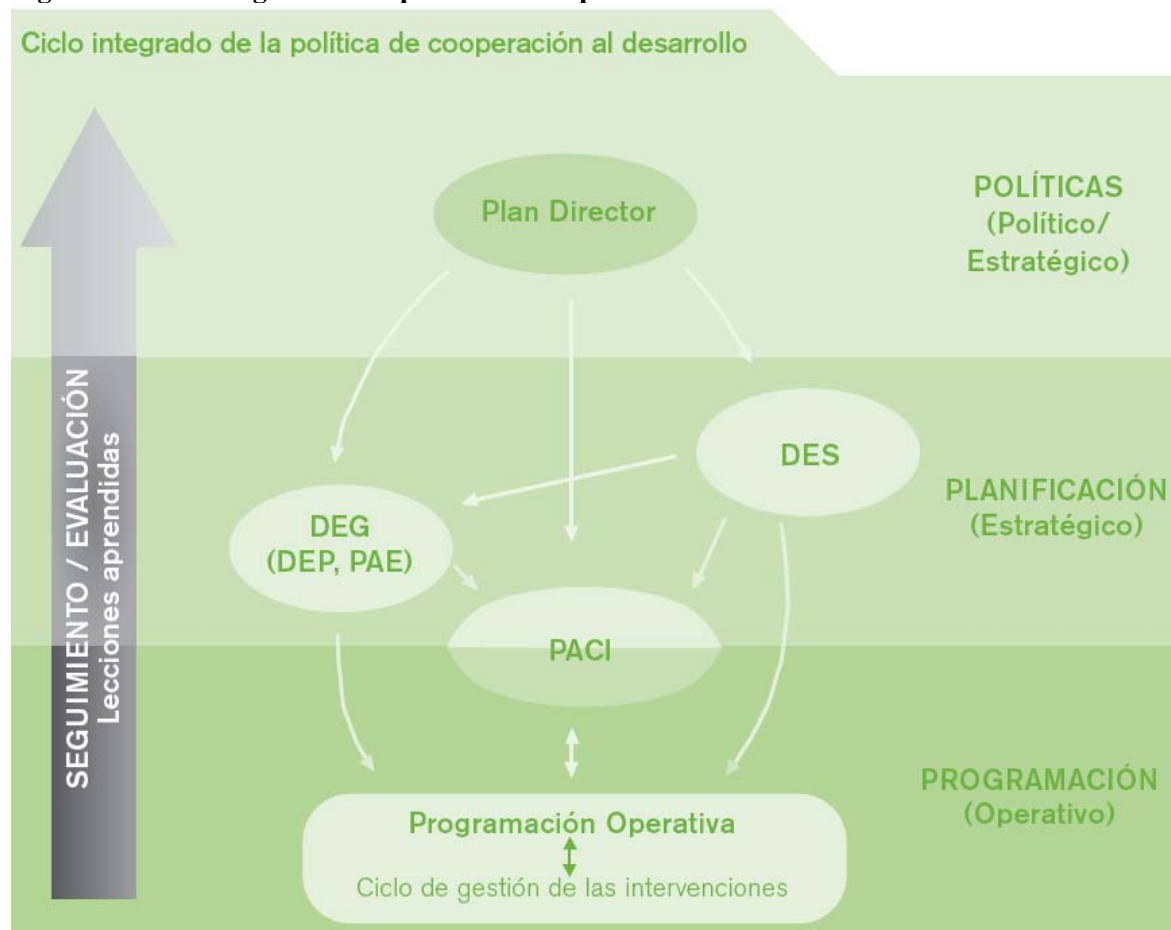 Ciclo integrado de la política de cooperación al desarrollo
Plan Director
POLÍTICAS
(Político/
Estratégico)
DES
PLANIFICACIÓN
(Estratégico)
DEG
(DEP, PAE)
PACI
SEGUIMIENTO / EVALUACIÓN
Lecciones aprendidas
PROGRAMACIÓN
(Operativo)
Programación Operativa
Ciclo de gestión de las intervenciones